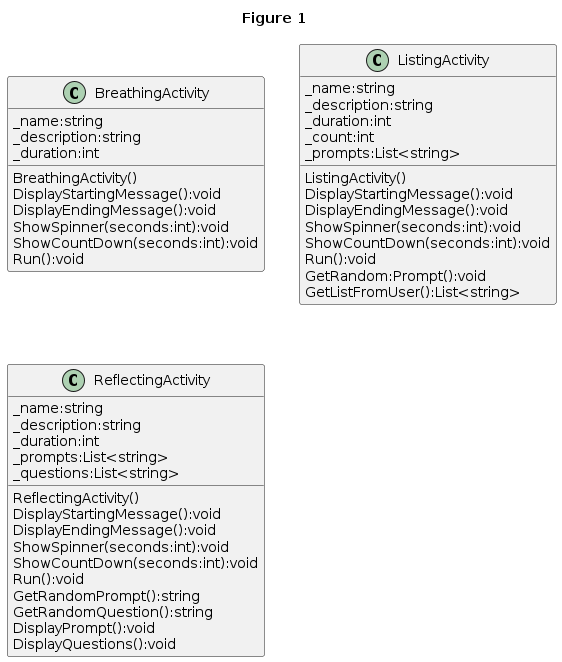 Figure 1
C BreathingActivity
_name:string
_description:string
_duration:int
BreathingActivity()
DisplayStartingMessage():void
DisplayEndingMessage():void
ShowSpinner(seconds:int):void
ShowCountDown(seconds:int):void
Run():void
C ListingActivity
_name:string
_description:string
_duration:int
_count:int
_prompts:List<string>
ListingActivity()
DisplayStartingMessage():void
DisplayEndingMessage():void
ShowSpinner(seconds:int):void
ShowCountDown(seconds:int):void
Run():void
GetRandom:Prompt():void
GetListFromUser():List<string>
C ReflectingActivity
_name:string
_description:string
_duration:int
_prompts:List<string>
_questions:List<string>
ReflectingActivity()
DisplayStartingMessage():void
DisplayEndingMessage():void
ShowSpinner(seconds:int):void
ShowCountDown(seconds:int):void
Run():void
GetRandomPrompt():string
GetRandomQuestion():string
DisplayPrompt():void
DisplayQuestions():void